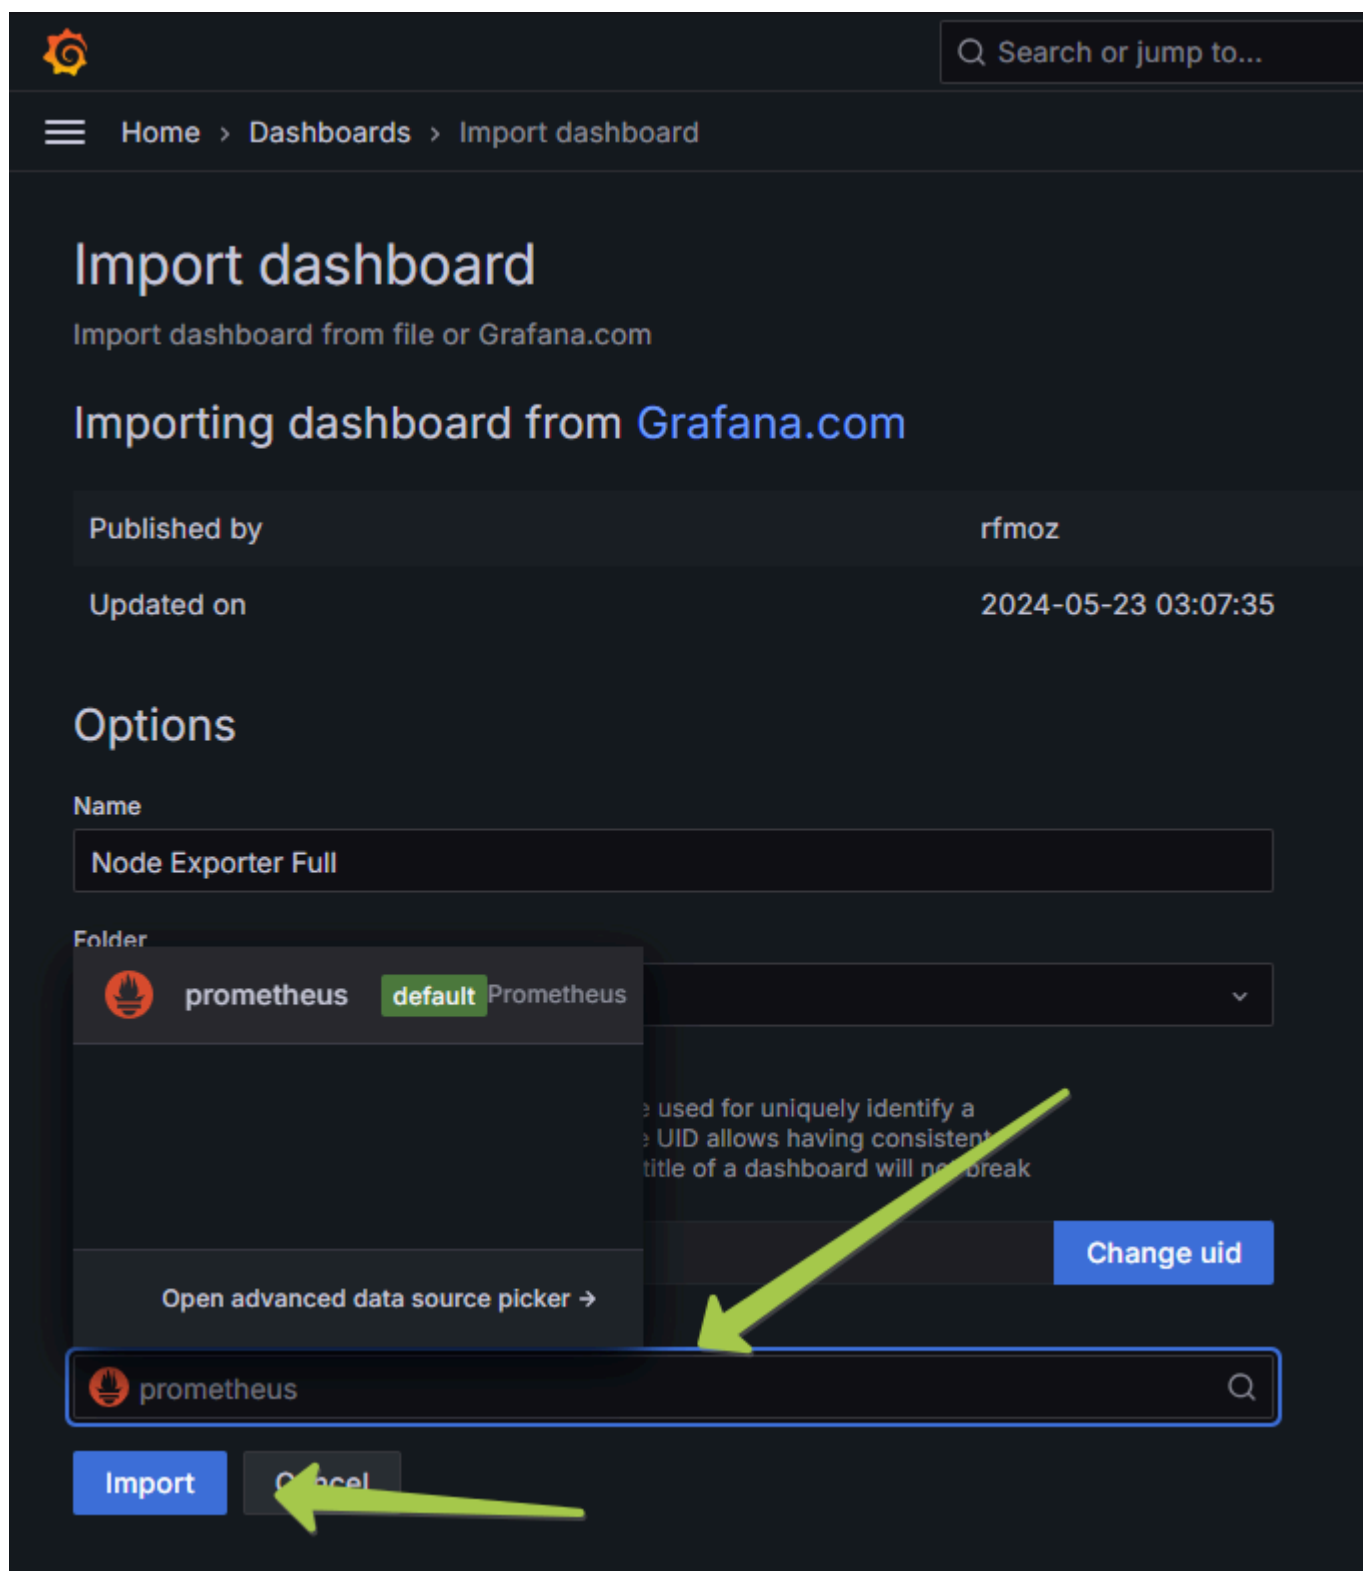 Search or jump to...
Home › Dashboards › Import dashboard
Import dashboard
Import dashboard from file or Grafana.com
Importing dashboard from Grafana.com
Published by rfmoz
Updated on 2024-05-23 03:07:35
Options
Name
Node Exporter Full
Folder
prometheus default Prometheus
used for uniquely identify a
UID allows having consistent
title of a dashboard will not break
Change uid
Open advanced data source picker →
prometheus
Import Cancel